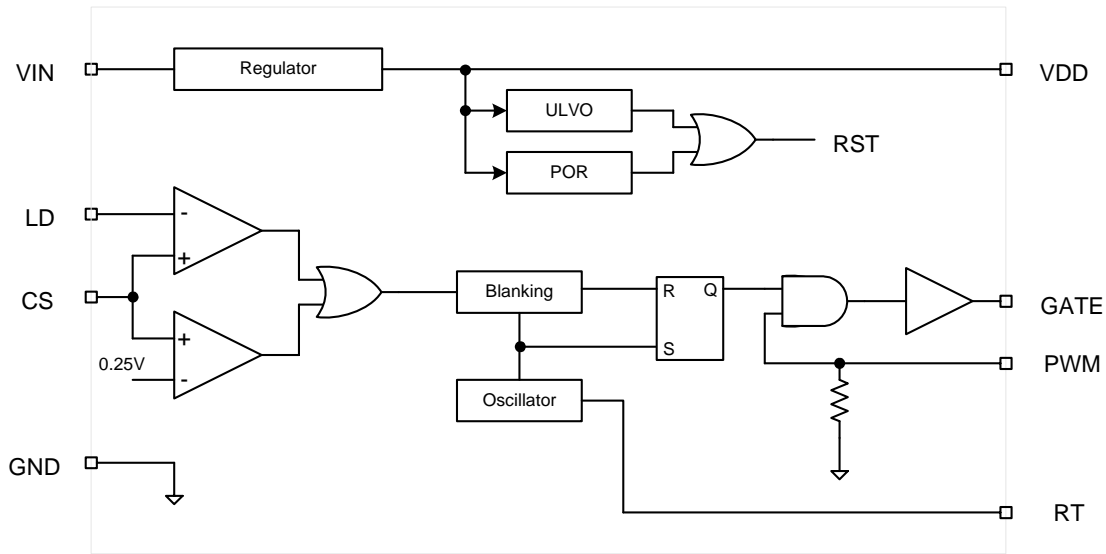 VIN
Regulator
VDD
ULVO
RST
POR
LD
-
+
CS
Blanking
R
Q
GATE
+
0.25V
-
S
PWM
Oscillator
GND
RT